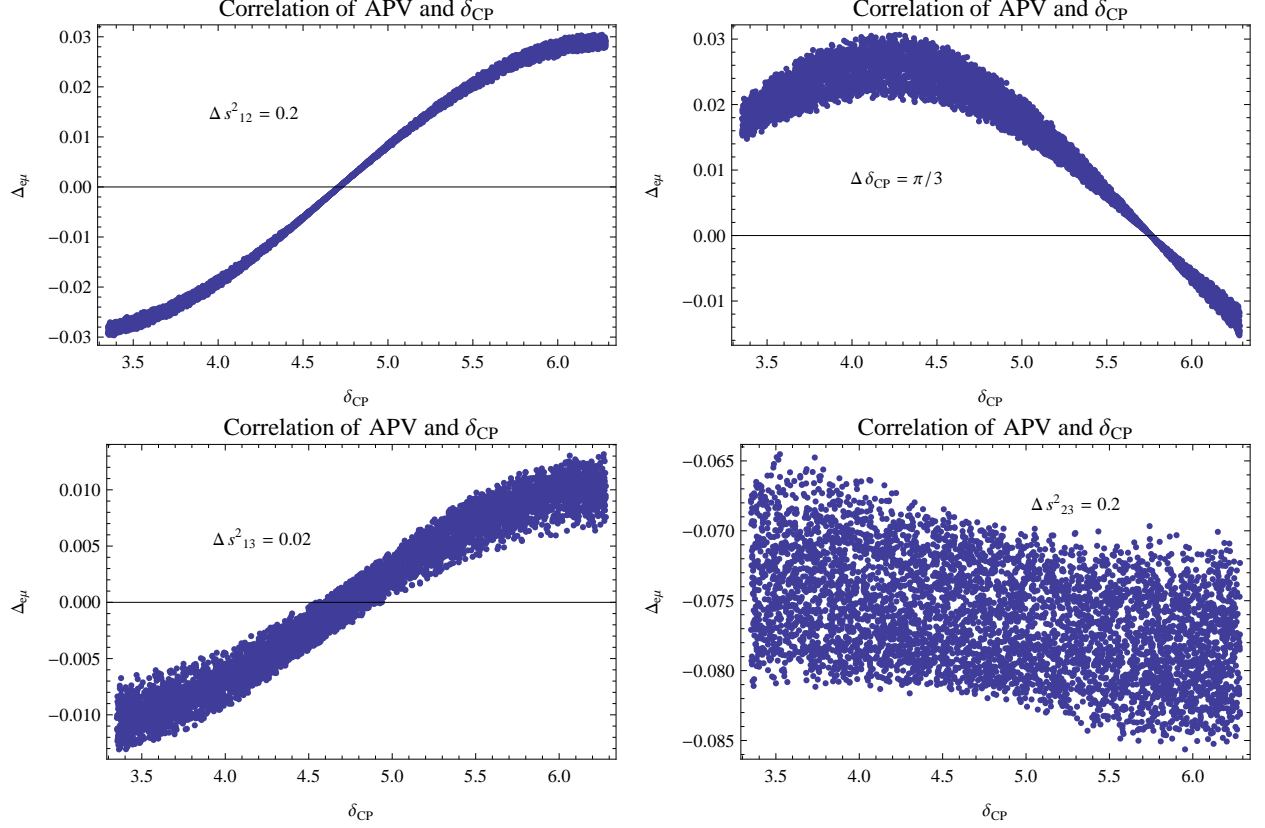 Correlation of APV and δCP
0.03
0.02
0.01
0.00
−0.01
−0.02
−0.03
Δeμ
Δ s²₁₂ = 0.2
3.5 4.0 4.5 5.0 5.5 6.0
δCP
Correlation of APV and δCP
0.03
0.02
0.01
0.00
−0.01
Δeμ
Δ δCP = π/3
3.5 4.0 4.5 5.0 5.5 6.0
δCP
Correlation of APV and δCP
0.010
0.005
0.000
−0.005
−0.010
Δeμ
Δ s²₁₃ = 0.02
3.5 4.0 4.5 5.0 5.5 6.0
δCP
Correlation of APV and δCP
−0.065
−0.070
−0.075
−0.080
−0.085
Δeμ
Δ s²₂₃ = 0.2
3.5 4.0 4.5 5.0 5.5 6.0
δCP